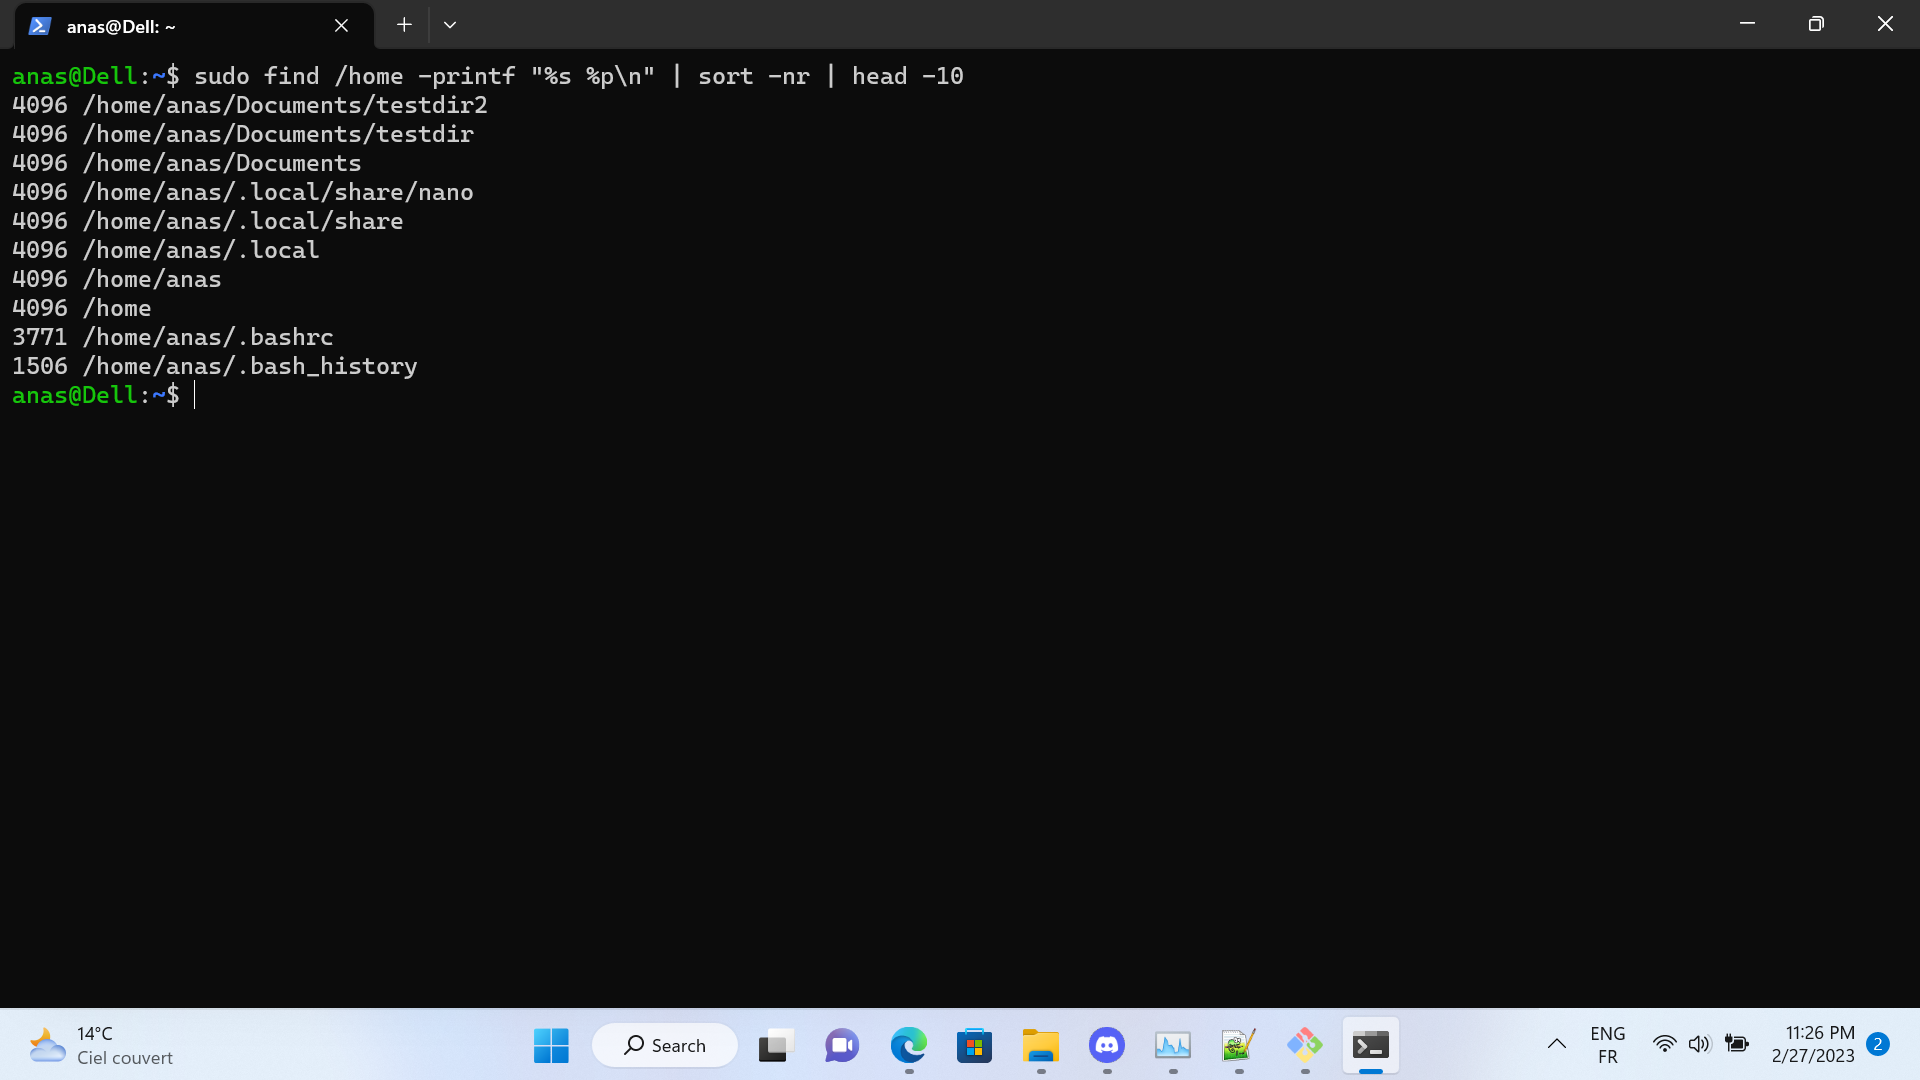 anas@Dell: ~
anas@Dell:~$ sudo find /home -printf "%s %p\n" | sort -nr | head -10
4096 /home/anas/Documents/testdir2
4096 /home/anas/Documents/testdir
4096 /home/anas/Documents
4096 /home/anas/.local/share/nano
4096 /home/anas/.local/share
4096 /home/anas/.local
4096 /home/anas
4096 /home
3771 /home/anas/.bashrc
1506 /home/anas/.bash_history
anas@Dell:~$
14°C
Ciel couvert
Search
ENG
FR
11:26 PM
2/27/2023
2